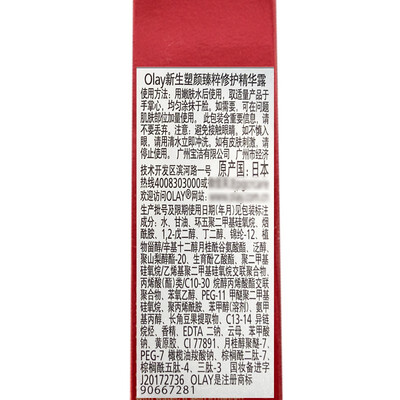 Olay新生塑颜臻粹修护精华露
使用方法：用嫩肤水后使用，取适量产品于
手掌心，均匀涂抹于脸。如需要，可在问题
肌肤部位加量使用。 此包装含重要信息，请
不要丢弃。注意：避免接触眼睛。如不慎入
眼，请用清水立即冲洗。如有皮肤刺激，请
停止使用。 广州宝洁有限公司 广州市经济
技术开发区滨河路一号 原产国：日本
热线4008303000
欢迎访问OLAY®网站：
生产批号及限期使用日期(年月)见包装标注
成分：水、甘油、环五聚二甲基硅氧烷、烟
酰胺、1,2-戊二醇、丁二醇、锦纶-12、植
物甾醇/辛基十二醇月桂酰谷氨酸酯、泛醇、
聚山梨醇酯-20、生育酚乙酸酯、聚二甲基
硅氧烷/乙烯基聚二甲基硅氧烷交联聚合物、
丙烯酸(酯)类/C10-30 烷醇丙烯酸酯交联
聚合物、苯氧乙醇、PEG-11 甲醚聚二甲基
硅氧烷、聚二甲基硅氧烷、苯甲醇(溶剂)、氨甲
基丙醇、长角豆果提取物、C13-14 异链
烷烃、香精、EDTA 二钠、云母、苯甲酸
钠、黄原胶、CI 77891、月桂醇聚醚-7、
PEG-7 橄榄油羧酸钠、棕榈酰五肽-4、
棕榈酰五肽-4、三肽-3 国妆备进字
J20172736 OLAY是注册商标
90667281